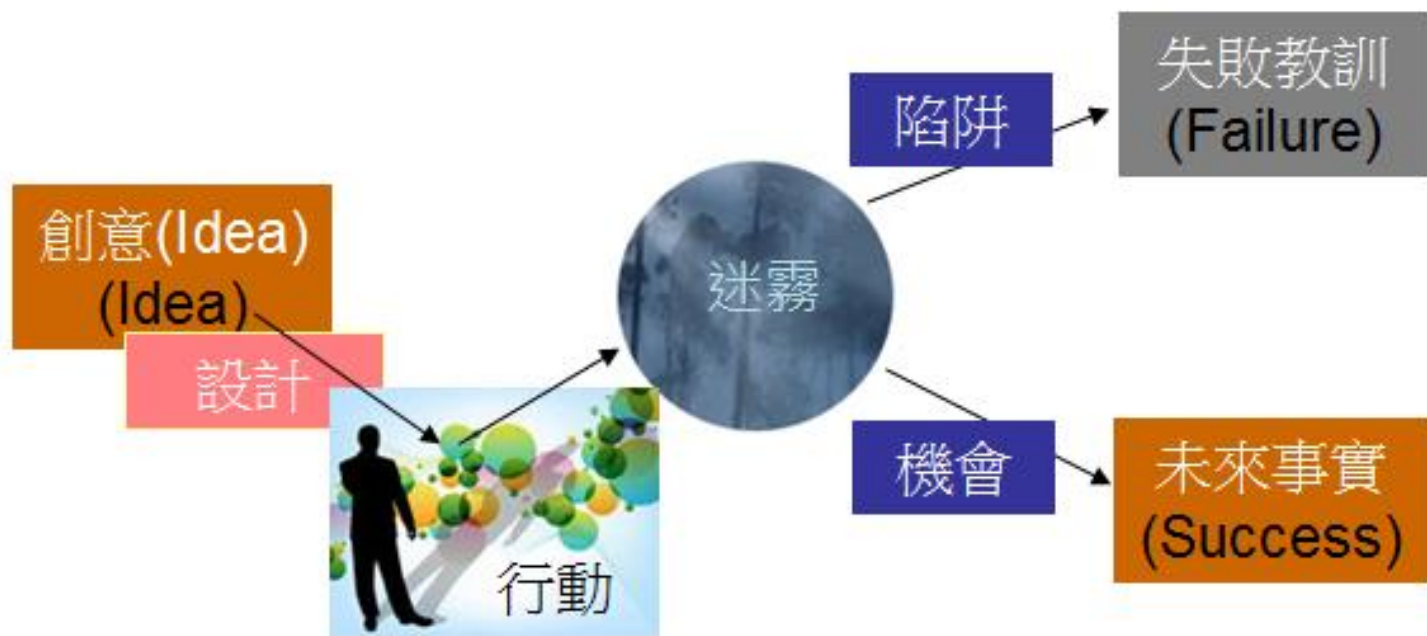 創意(Idea)
(Idea)
設計
行動
迷霧
陷阱
失敗教訓
(Failure)
機會
未來事實
(Success)